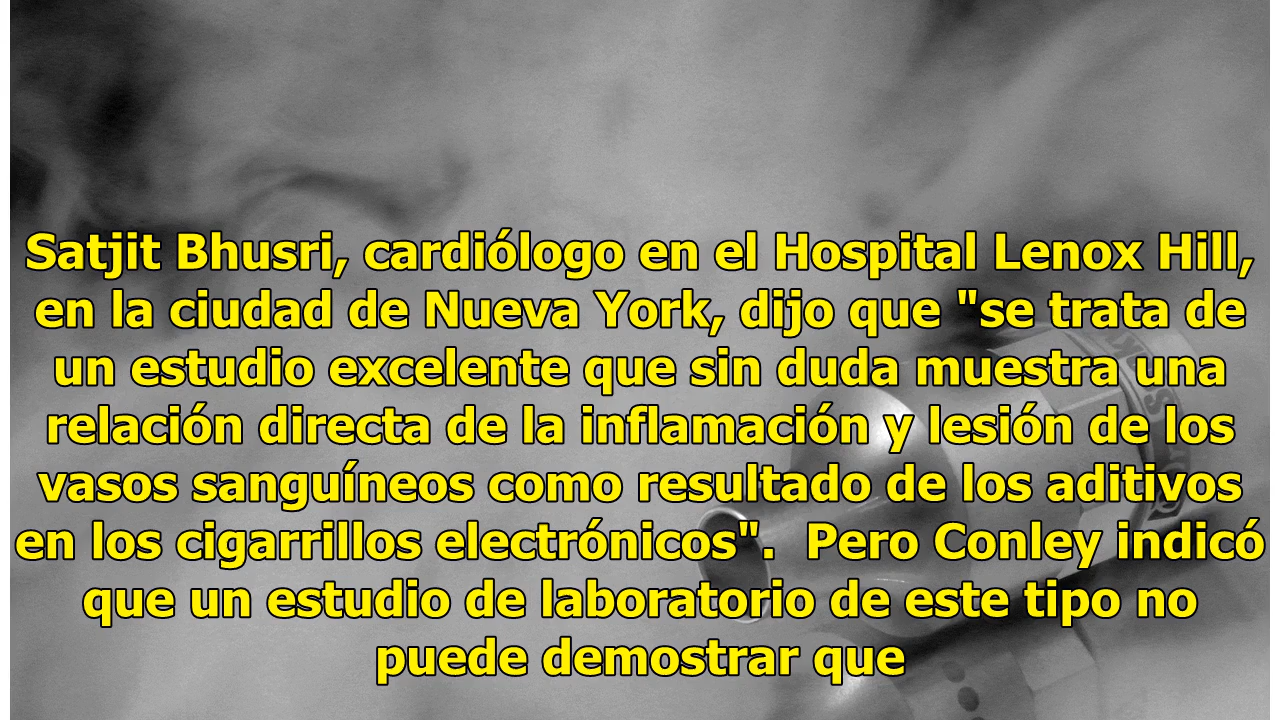 Satjit Bhusri, cardiólogo en el Hospital Lenox Hill,
en la ciudad de Nueva York, dijo que "se trata de
un estudio excelente que sin duda muestra una
relación directa de la inflamación y lesión de los
vasos sanguíneos como resultado de los aditivos
en los cigarrillos electrónicos".  Pero Conley indicó
que un estudio de laboratorio de este tipo no
puede demostrar que